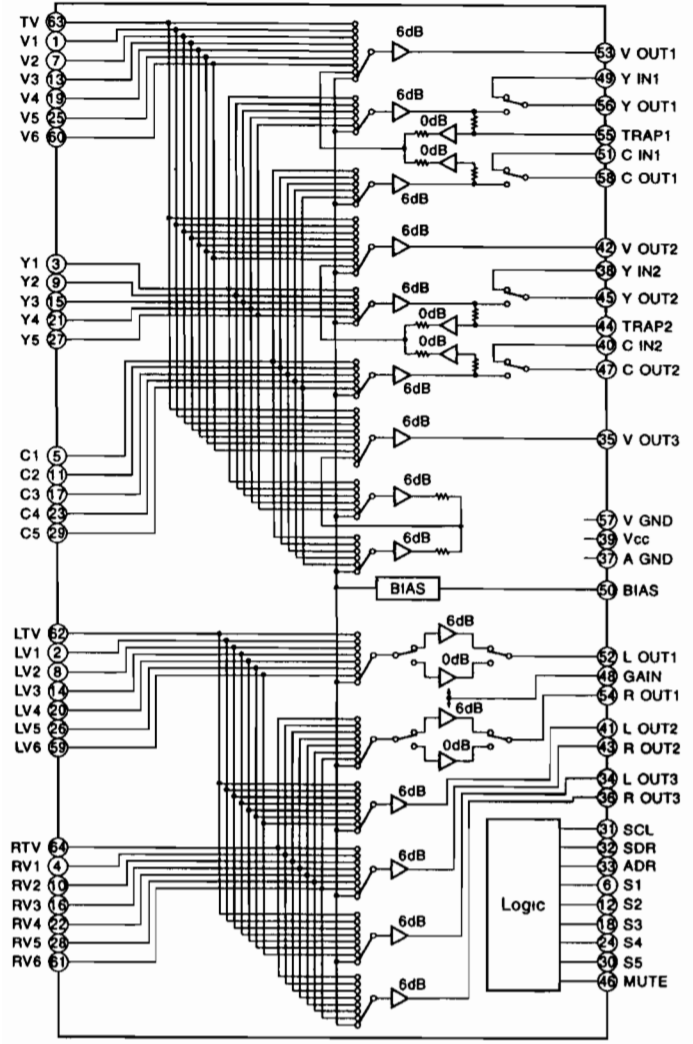 TV 63
V1 1
V2 7
V3 13
V4 19
V5 25
V6 60
Y1 3
Y2 9
Y3 15
Y4 21
Y5 27
C1 5
C2 11
C3 17
C4 23
C5 29
LTV 62
LV1 2
LV2 8
LV3 14
LV4 20
LV5 26
LV6 59
RTV 64
RV1 4
RV2 10
RV3 16
RV4 22
RV5 28
RV6 61
6dB
6dB
0dB
0dB
6dB
6dB
6dB
0dB
0dB
6dB
6dB
6dB
6dB
BIAS
6dB
0dB
6dB
0dB
6dB
6dB
6dB
6dB
Logic
53 V OUT1
49 Y IN1
56 Y OUT1
55 TRAP1
51 C IN1
58 C OUT1
42 V OUT2
38 Y IN2
45 Y OUT2
44 TRAP2
40 C IN2
47 C OUT2
35 V OUT3
57 V GND
39 Vcc
37 A GND
50 BIAS
52 L OUT1
48 GAIN
54 R OUT1
41 L OUT2
43 R OUT2
34 L OUT3
36 R OUT3
31 SCL
32 SDR
33 ADR
6 S1
12 S2
18 S3
24 S4
30 S5
46 MUTE